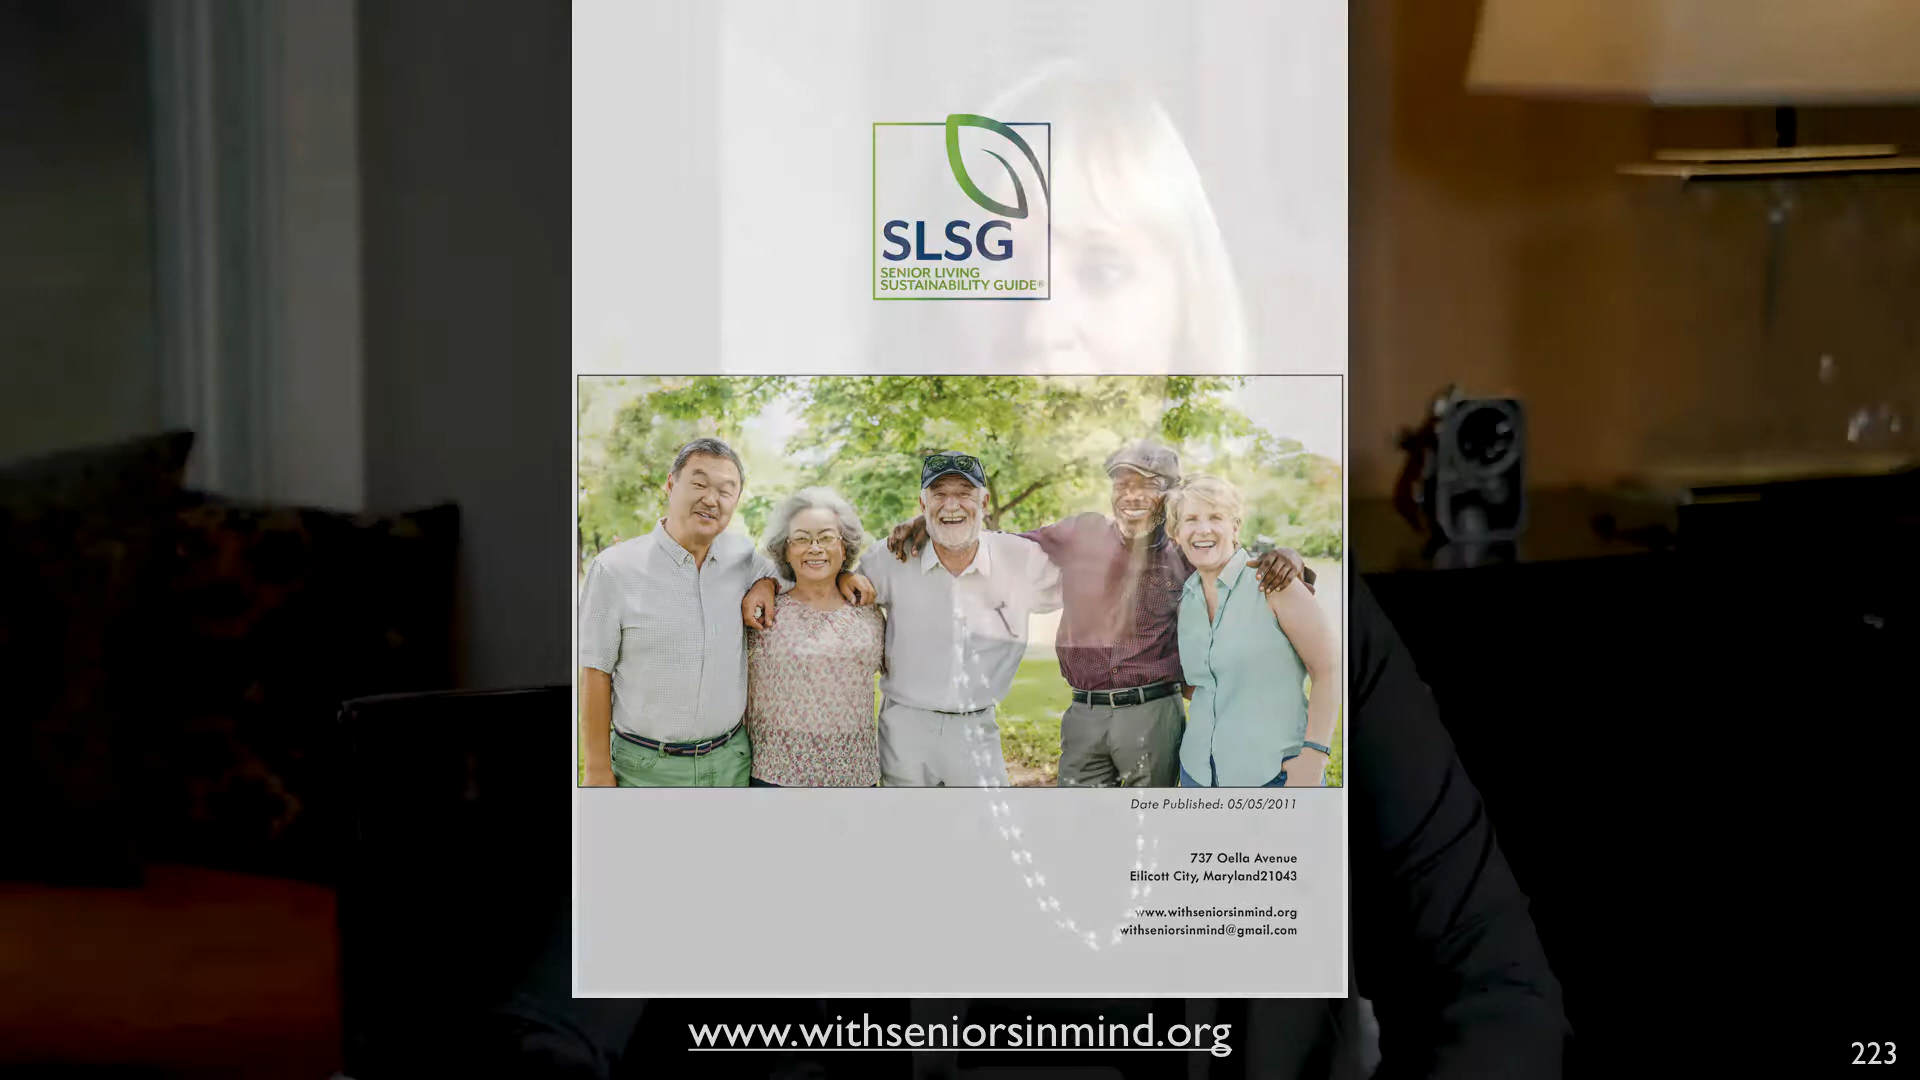 SLSG
SENIOR LIVING
SUSTAINABILITY GUIDE®
Date Published: 05/05/2011
737 Oella Avenue
Ellicott City, Maryland21043
www.withseniorsinmind.org
withseniorsinmind@gmail.com
www.withseniorsinmind.org
223